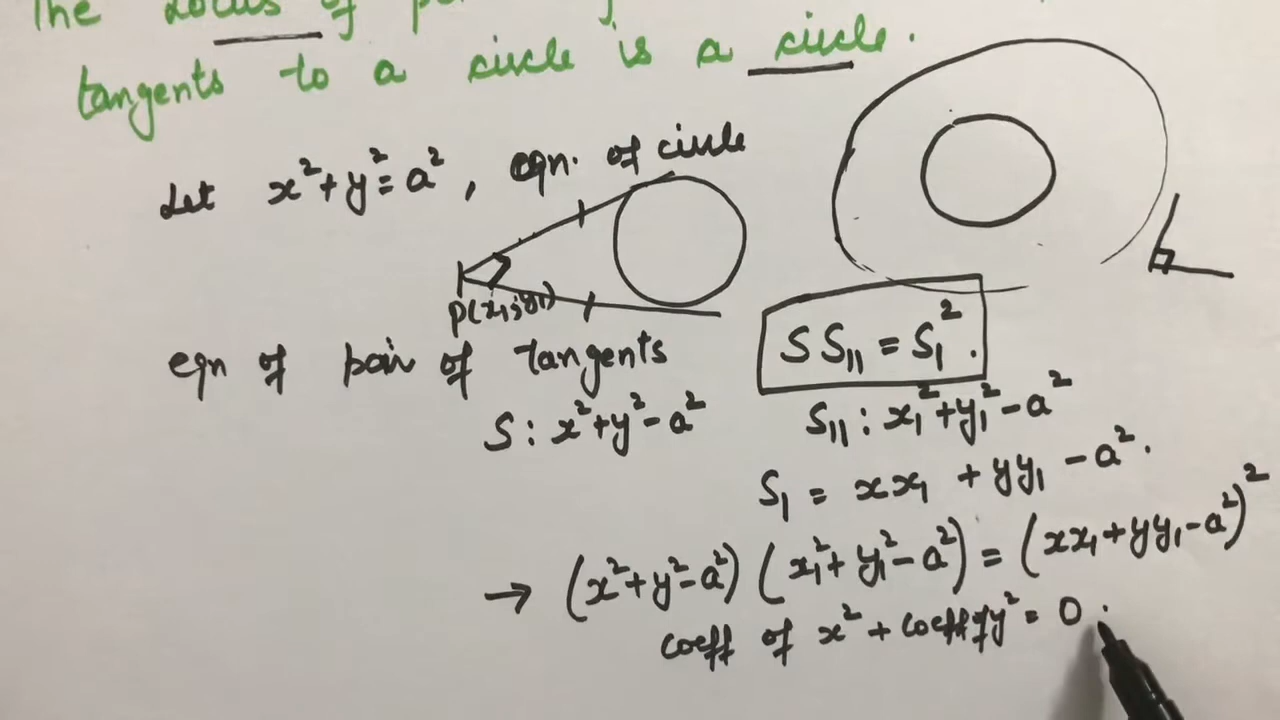 The Locus of
tangents to a circle is a circle.
Let x²+y²=a², eqn. of circle
P(x₁,y₁)
eqn of pair of tangents
S S₁₁ = S₁².
S : x²+y²-a²
S₁₁ : x₁²+y₁²-a²
S₁ = xx₁ + yy₁ - a².
→ (x²+y²-a²) (x₁²+y₁²-a²) = (xx₁+yy₁-a²)²
coeff of x² + coeff of y² = 0.